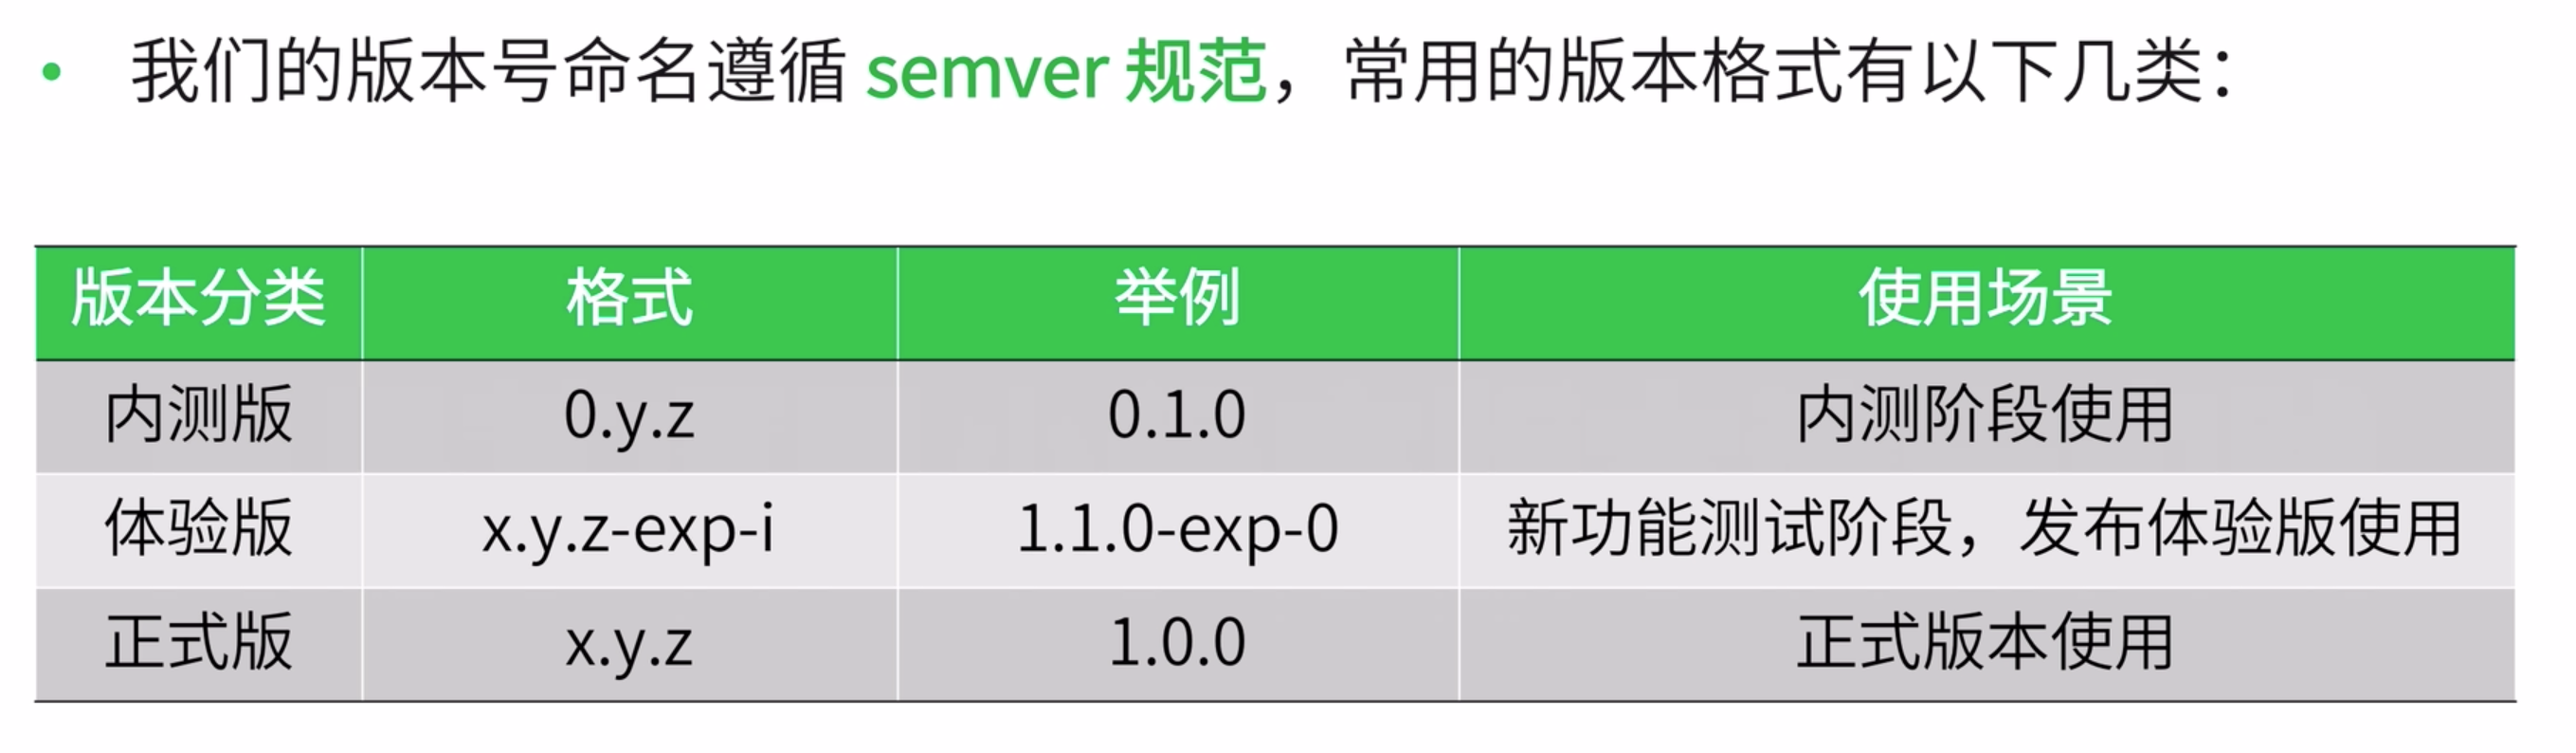 • 我们的版本号命名遵循 semver 规范，常用的版本格式有以下几类：
版本分类 格式 举例 使用场景
内测版 0.y.z 0.1.0 内测阶段使用
体验版 x.y.z-exp-i 1.1.0-exp-0 新功能测试阶段，发布体验版使用
正式版 x.y.z 1.0.0 正式版本使用